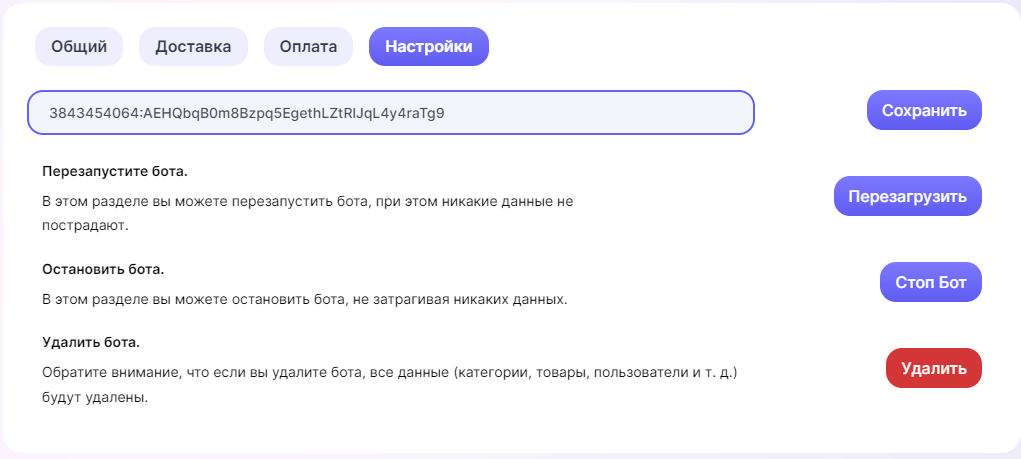 Общий Доставка Оплата Настройки
3843454064:AEHQbqB0m8Bzpq5EgethLZtRlJqL4y4raTg9 Сохранить
Перезапустите бота.
В этом разделе вы можете перезапустить бота, при этом никакие данные не
пострадают.
Перезагрузить
Остановить бота.
В этом разделе вы можете остановить бота, не затрагивая никаких данных.
Стоп Бот
Удалить бота.
Обратите внимание, что если вы удалите бота, все данные (категории, товары, пользователи и т. д.)
будут удалены.
Удалить